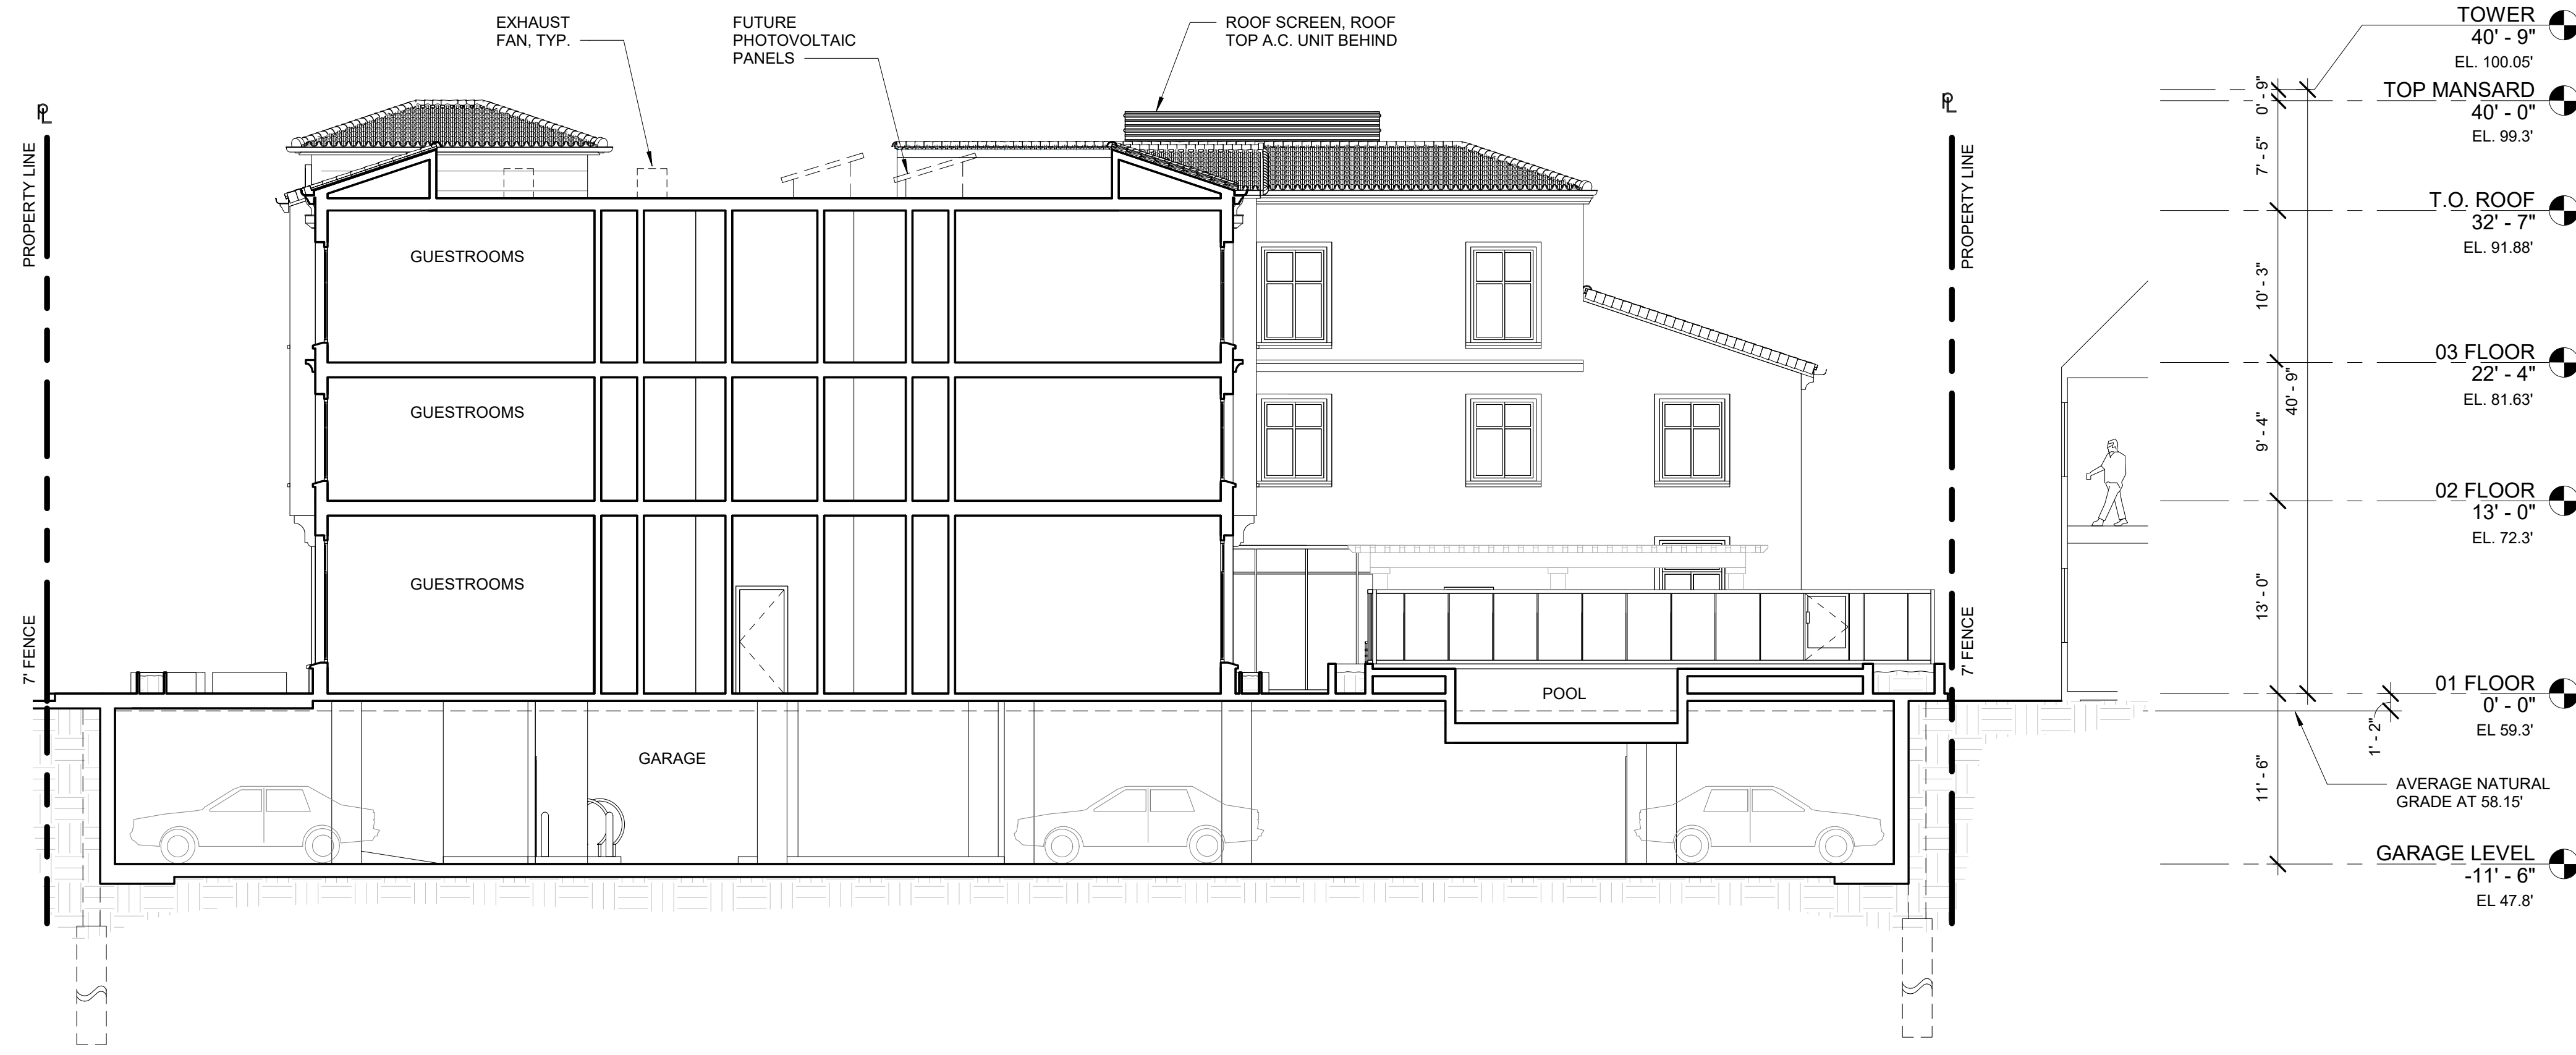 EXHAUST
FAN, TYP.
FUTURE
PHOTOVOLTAIC
PANELS
ROOF SCREEN, ROOF
TOP A.C. UNIT BEHIND
PL
PROPERTY LINE
7' FENCE
GUESTROOMS
GUESTROOMS
GUESTROOMS
GARAGE
POOL
PL
PROPERTY LINE
7' FENCE
0' - 9"
7' - 5"
10' - 3"
9' - 4"
13' - 0"
11' - 6"
40' - 9"
1' - 2"
TOWER
40' - 9"
EL. 100.05'
TOP MANSARD
40' - 0"
EL. 99.3'
T.O. ROOF
32' - 7"
EL. 91.88'
03 FLOOR
22' - 4"
EL. 81.63'
02 FLOOR
13' - 0"
EL. 72.3'
01 FLOOR
0' - 0"
EL 59.3'
AVERAGE NATURAL
GRADE AT 58.15'
GARAGE LEVEL
-11' - 6"
EL 47.8'